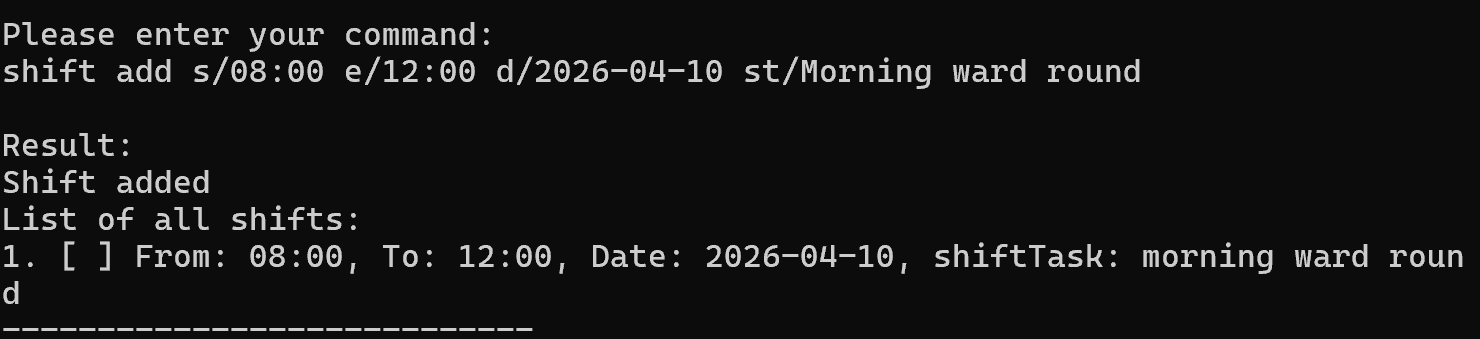 Please enter your command:
shift add s/08:00 e/12:00 d/2026-04-10 st/Morning ward round
Result:
Shift added
List of all shifts:
1. [ ] From: 08:00, To: 12:00, Date: 2026-04-10, shiftTask: morning ward roun
d
----------------------------